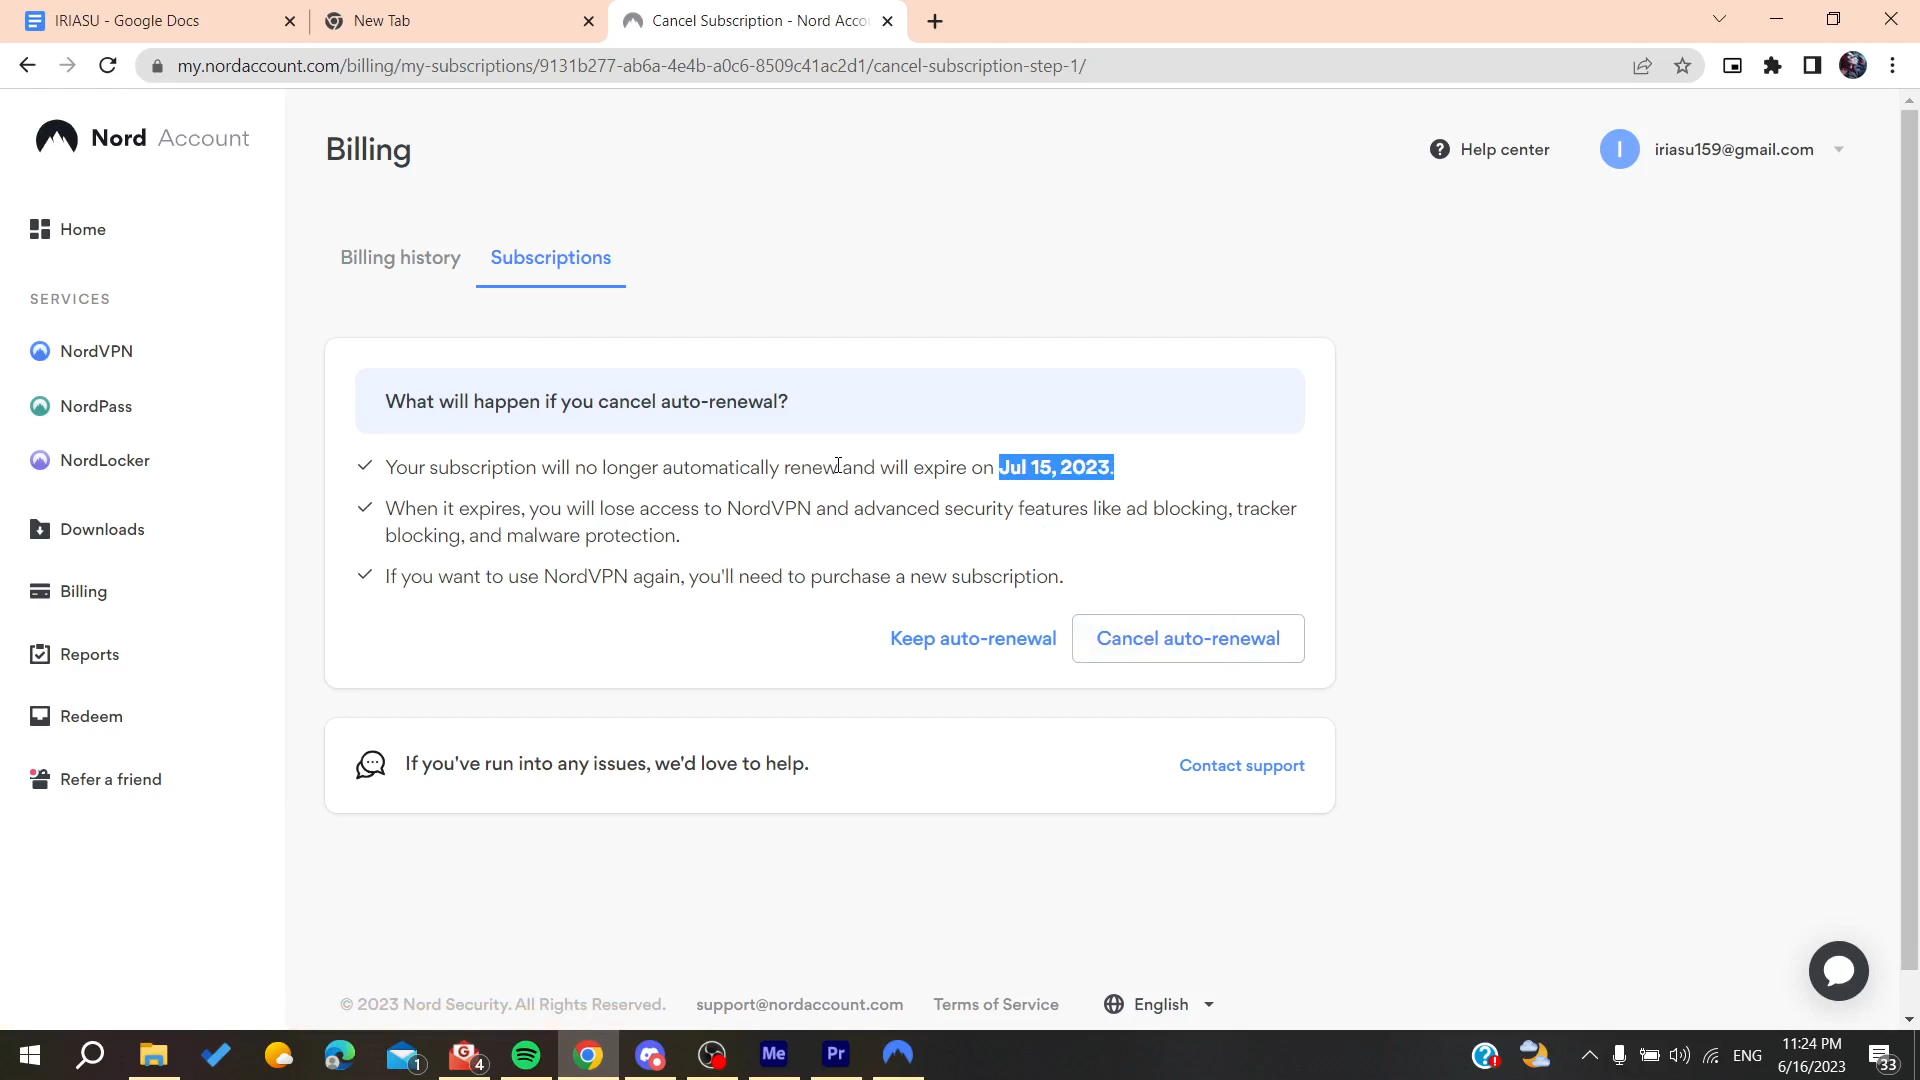 IRIASU - Google Docs
New Tab
Cancel Subscription - Nord Acco
my.nordaccount.com/billing/my-subscriptions/9131b277-ab6a-4e4b-a0c6-8509c41ac2d1/cancel-subscription-step-1/
Nord Account
Billing
Help center
I
iriasu159@gmail.com
Home
Billing history
Subscriptions
SERVICES
NordVPN
NordPass
NordLocker
Downloads
Billing
Reports
Redeem
Refer a friend
What will happen if you cancel auto-renewal?
Your subscription will no longer automatically renew and will expire on Jul 15, 2023.
When it expires, you will lose access to NordVPN and advanced security features like ad blocking, tracker
blocking, and malware protection.
If you want to use NordVPN again, you'll need to purchase a new subscription.
Keep auto-renewal
Cancel auto-renewal
If you've run into any issues, we'd love to help.
Contact support
© 2023 Nord Security. All Rights Reserved.
support@nordaccount.com
Terms of Service
English
1
G
4
Me
Pr
ENG
11:24 PM
6/16/2023
33